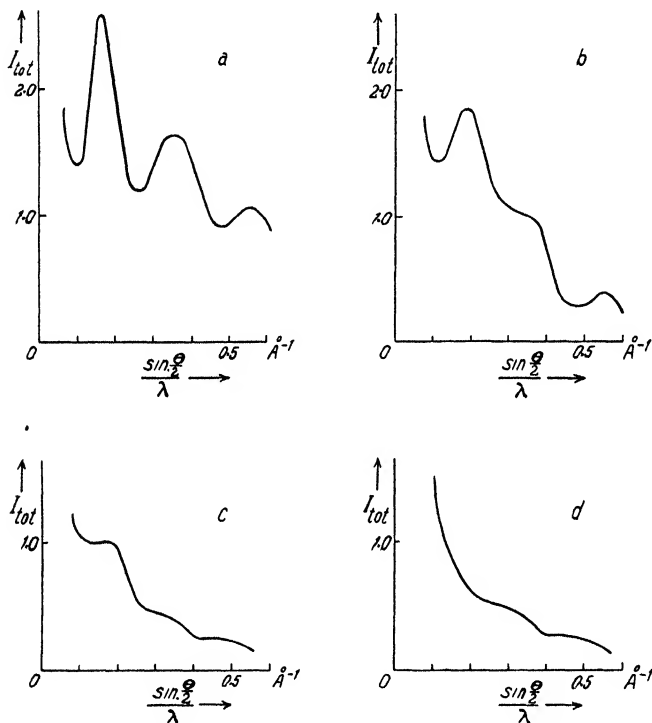 I_tot a
2.0
1.0
0 0.5 Å⁻¹
sin θ/2
λ
I_tot b
2.0
1.0
0 0.5 Å⁻¹
sin θ/2
λ
I_tot c
1.0
0 0.5 Å⁻¹
sin θ/2
λ
I_tot d
1.0
0 0.5 Å⁻¹
sin θ/2
λ